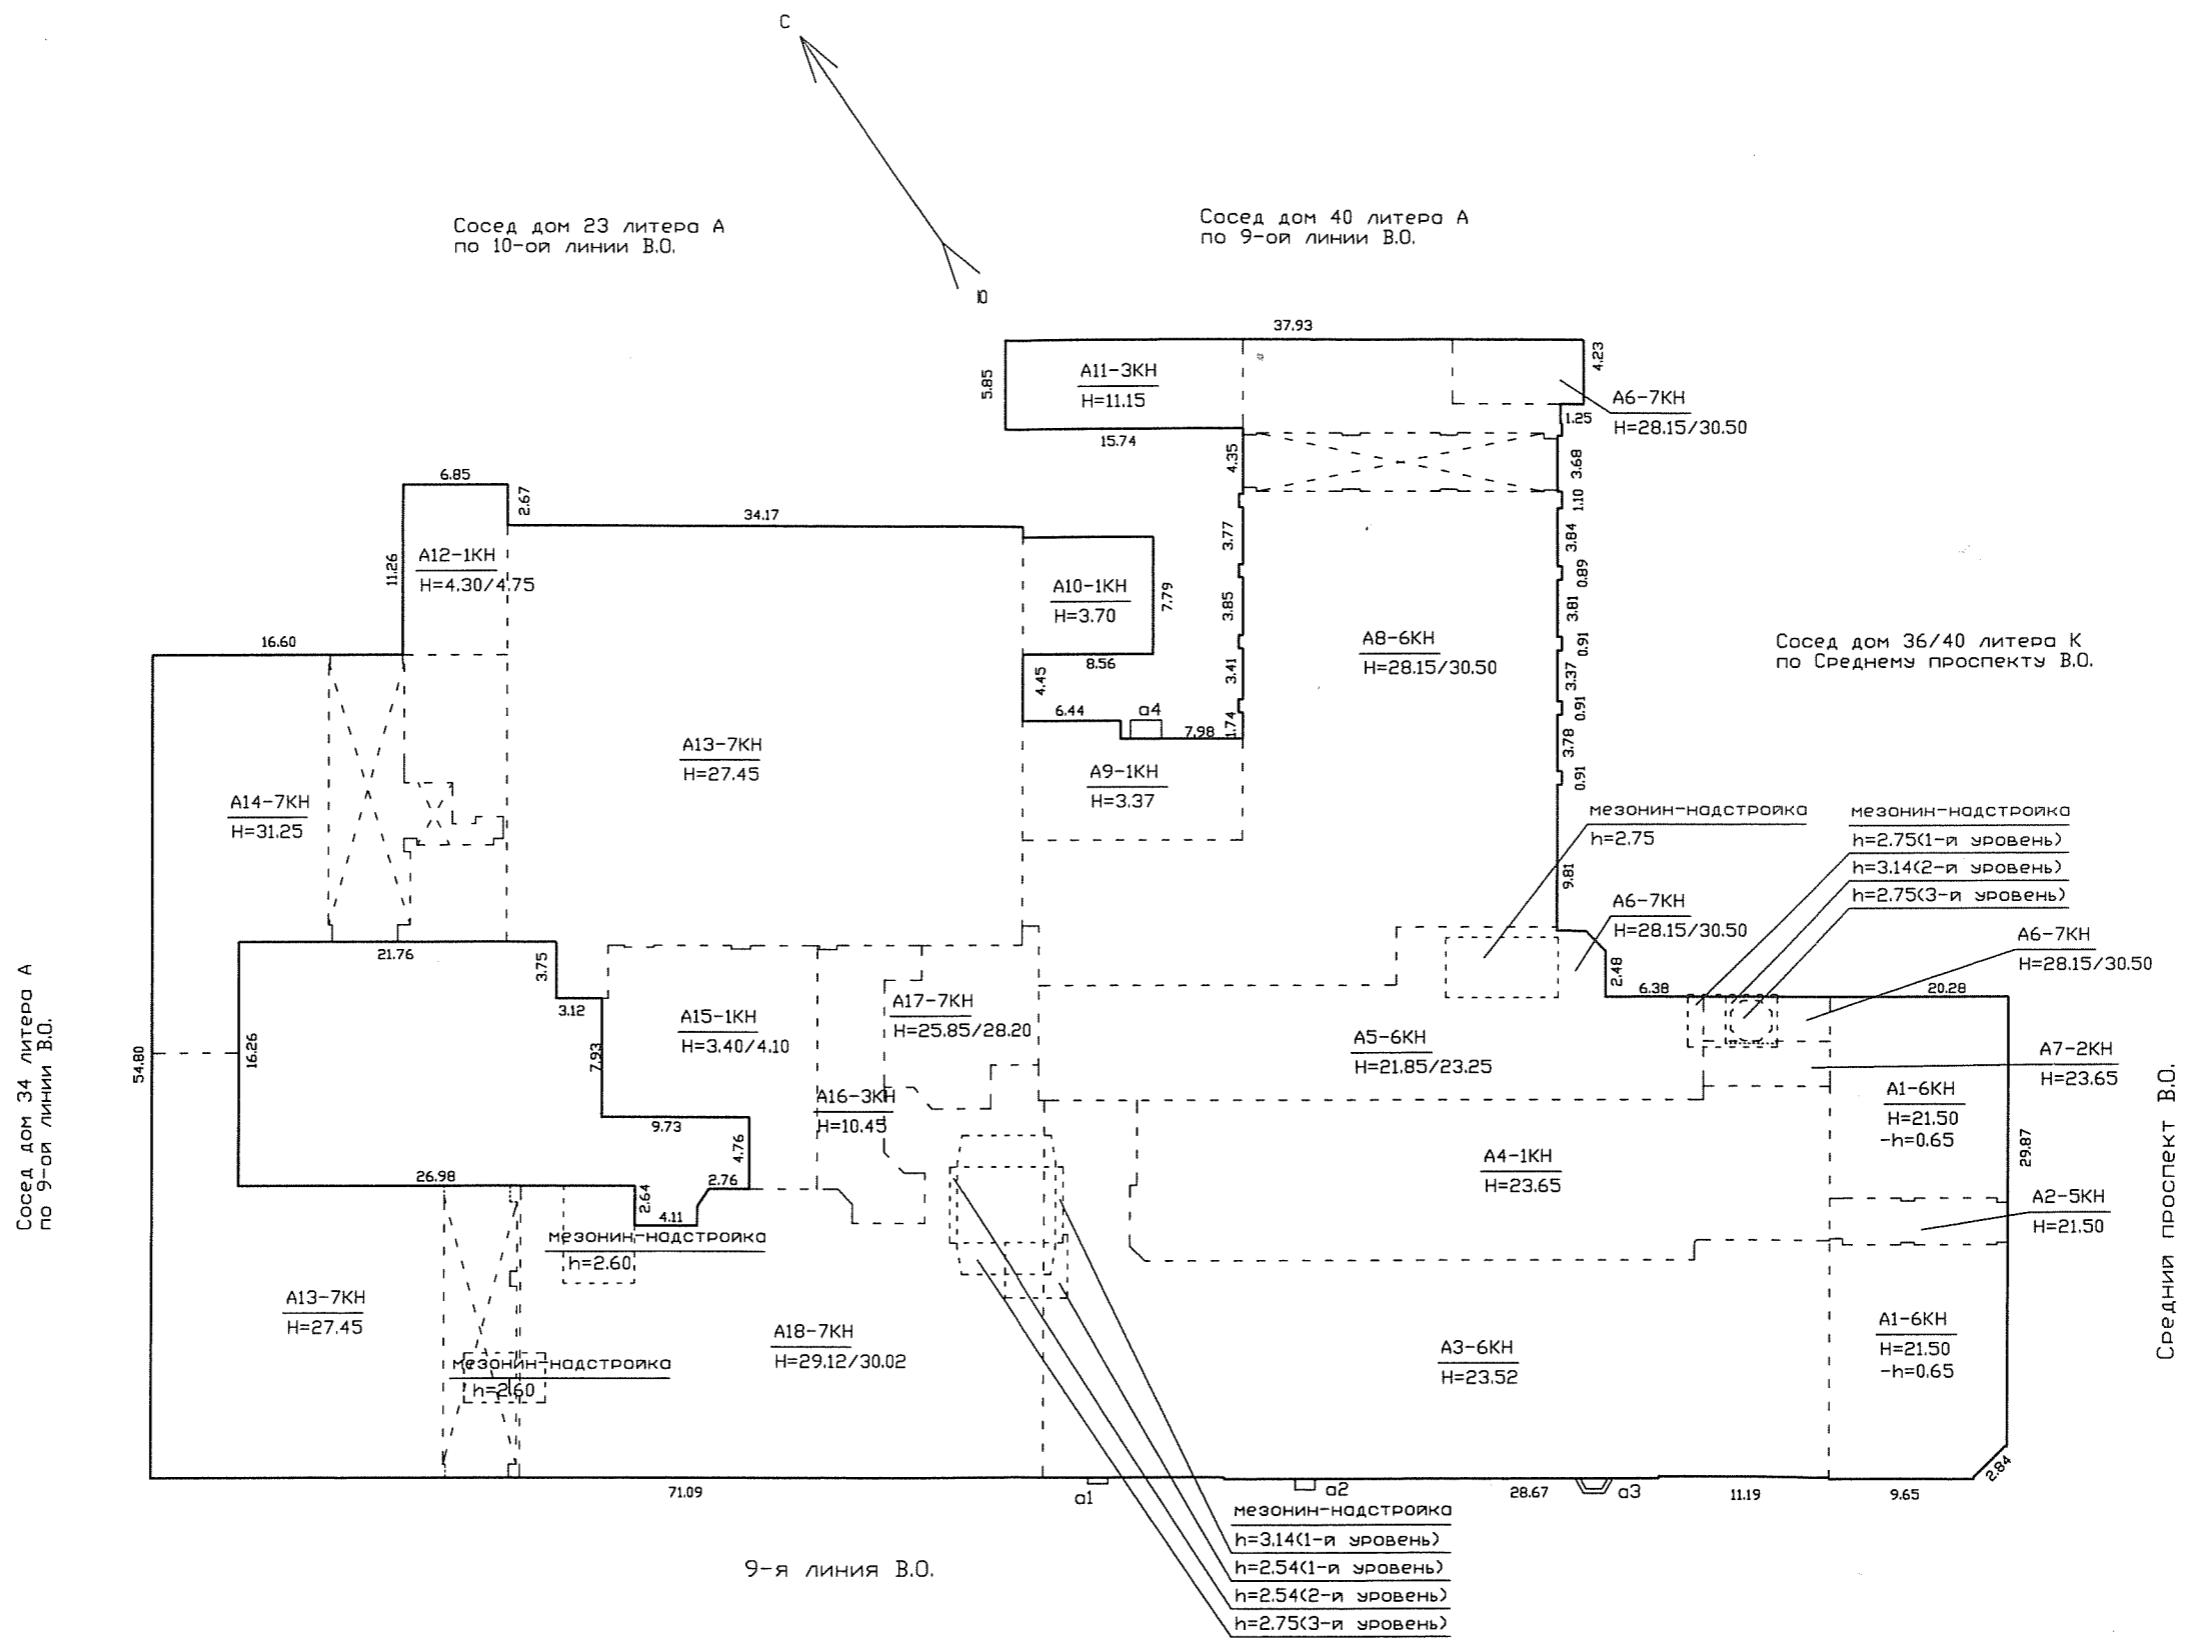 С
Ю
Сосед дом 23 литера А
по 10-ой линии В.О.
Сосед дом 40 литера А
по 9-ой линии В.О.
37.93
4.23
5.85
А11-3КН
Н=11.15
А6-7КН
Н=28.15/30.50
1.25
15.74
4.35
3.68
1.10
6.85
2.67
34.17
3.77
3.84
0.89
11.26
А12-1КН
Н=4.30/4.75
А10-1КН
Н=3.70
7.79
3.85
3.81
0.91
16.60
8.56
4.45
3.41
А8-6КН
Н=28.15/30.50
3.37
0.91
Сосед дом 36/40 литера К
по Среднему проспекту В.О.
6.44
а4
7.98
1.74
3.78
0.91
А13-7КН
Н=27.45
А9-1КН
Н=3.37
А14-7КН
Н=31.25
мезонин-надстройка
h=2.75
мезонин-надстройка
h=2.75(1-й уровень)
h=3.14(2-й уровень)
h=2.75(3-й уровень)
9.81
А6-7КН
Н=28.15/30.50
А6-7КН
Н=28.15/30.50
21.76
3.75
2.48
6.38
20.28
3.12
А15-1КН
Н=3.40/4.10
А17-7КН
Н=25.85/28.20
А5-6КН
Н=21.85/23.25
А7-2КН
Н=23.65
Сосед дом 34 литера А
по 9-ой линии В.О.
54.80
16.26
7.93
А16-3КН
Н=10.45
А1-6КН
Н=21.50
-h=0.65
9.73
4.76
29.87
А4-1КН
Н=23.65
26.98
2.76
2.64
4.11
А2-5КН
Н=21.50
мезонин-надстройка
h=2.60
Средний проспект В.О.
А13-7КН
Н=27.45
А18-7КН
Н=29.12/30.02
А3-6КН
Н=23.52
А1-6КН
Н=21.50
-h=0.65
мезонин-надстройка
h=2.60
2.84
71.09
а1
а2
28.67
а3
11.19
9.65
мезонин-надстройка
h=3.14(1-й уровень)
h=2.54(1-й уровень)
h=2.54(2-й уровень)
h=2.75(3-й уровень)
9-я линия В.О.